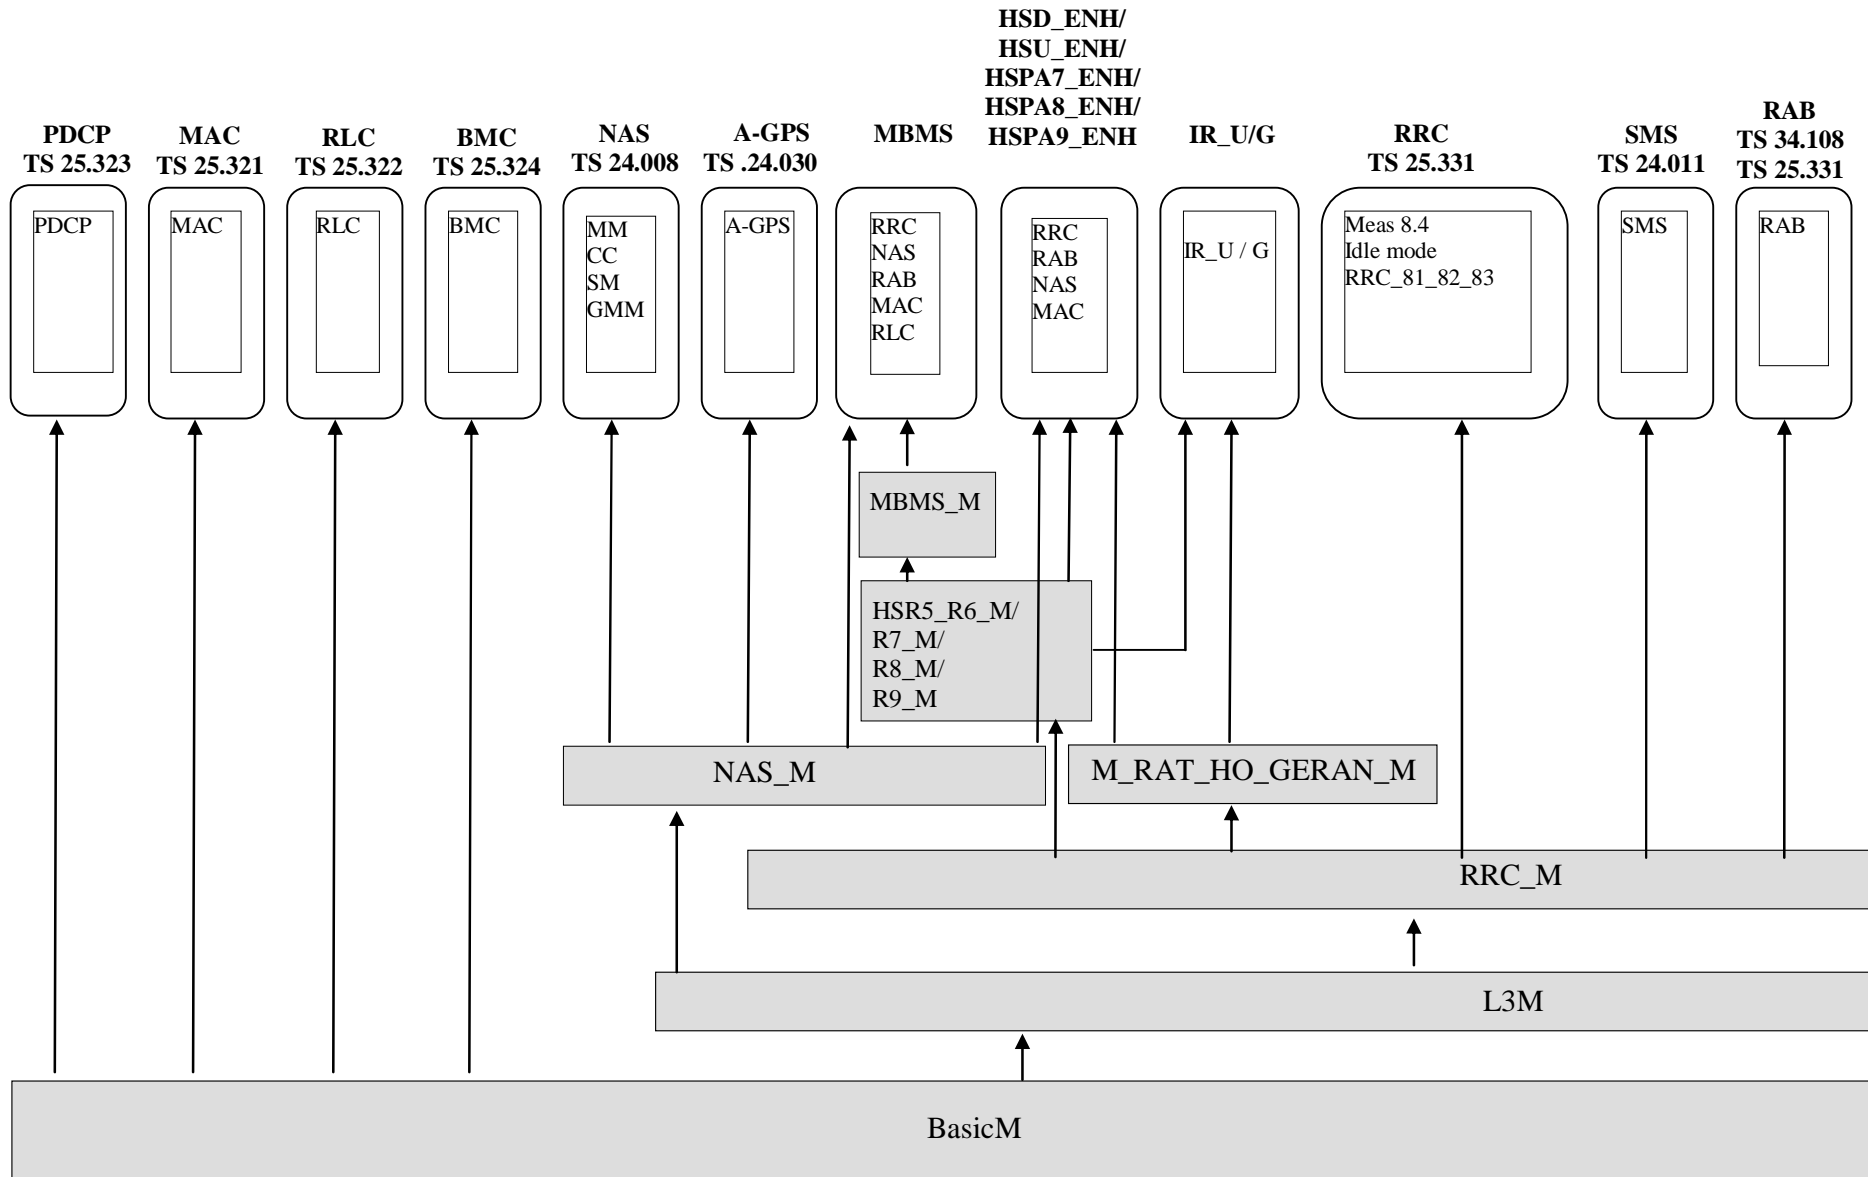 HSD_ENH/
HSU_ENH/
HSPA7_ENH/
HSPA8_ENH/
HSPA9_ENH
PDCP
TS 25.323
MAC
TS 25.321
RLC
TS 25.322
BMC
TS 25.324
NAS
TS 24.008
A-GPS
TS .24.030
MBMS
IR_U/G
RRC
TS 25.331
SMS
TS 24.011
RAB
TS 34.108
TS 25.331
PDCP
MAC
RLC
BMC
MM
CC
SM
GMM
A-GPS
RRC
NAS
RAB
MAC
RLC
RRC
RAB
NAS
MAC
IR_U / G
Meas 8.4
Idle mode
RRC_81_82_83
SMS
RAB
MBMS_M
HSR5_R6_M/
R7_M/
R8_M/
R9_M
NAS_M
M_RAT_HO_GERAN_M
RRC_M
L3M
BasicM